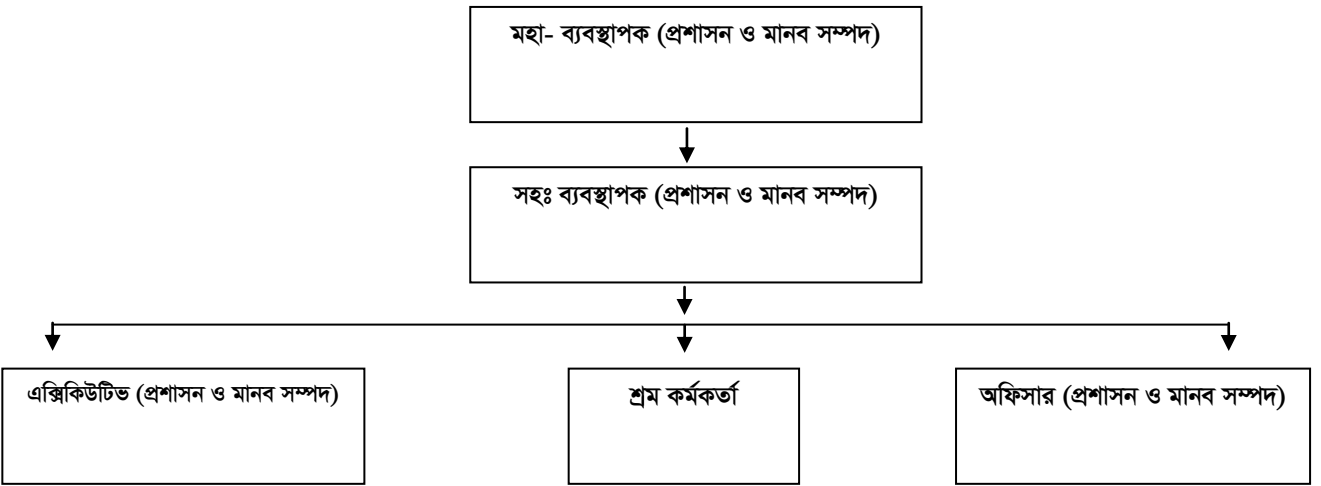 মহা- ব্যবস্থাপক (প্রশাসন ও মানব সম্পদ)
সহঃ ব্যবস্থাপক (প্রশাসন ও মানব সম্পদ)
এক্সিকিউটিভ (প্রশাসন ও মানব সম্পদ)
শ্রম কর্মকর্তা
অফিসার (প্রশাসন ও মানব সম্পদ)